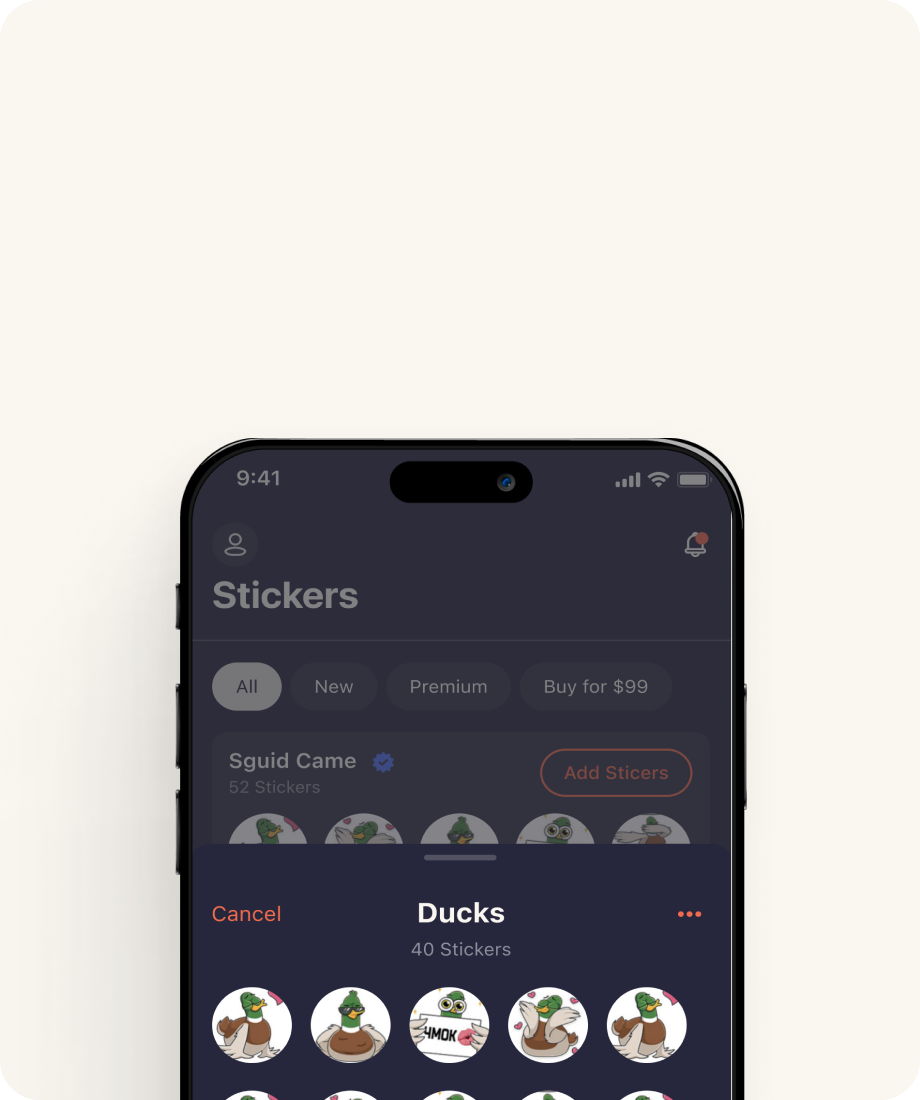 9:41
Stickers
All New Premium Buy for $99
Sguid Came
Add Sticers
52 Stickers
Cancel Ducks
40 Stickers
ЧМОК